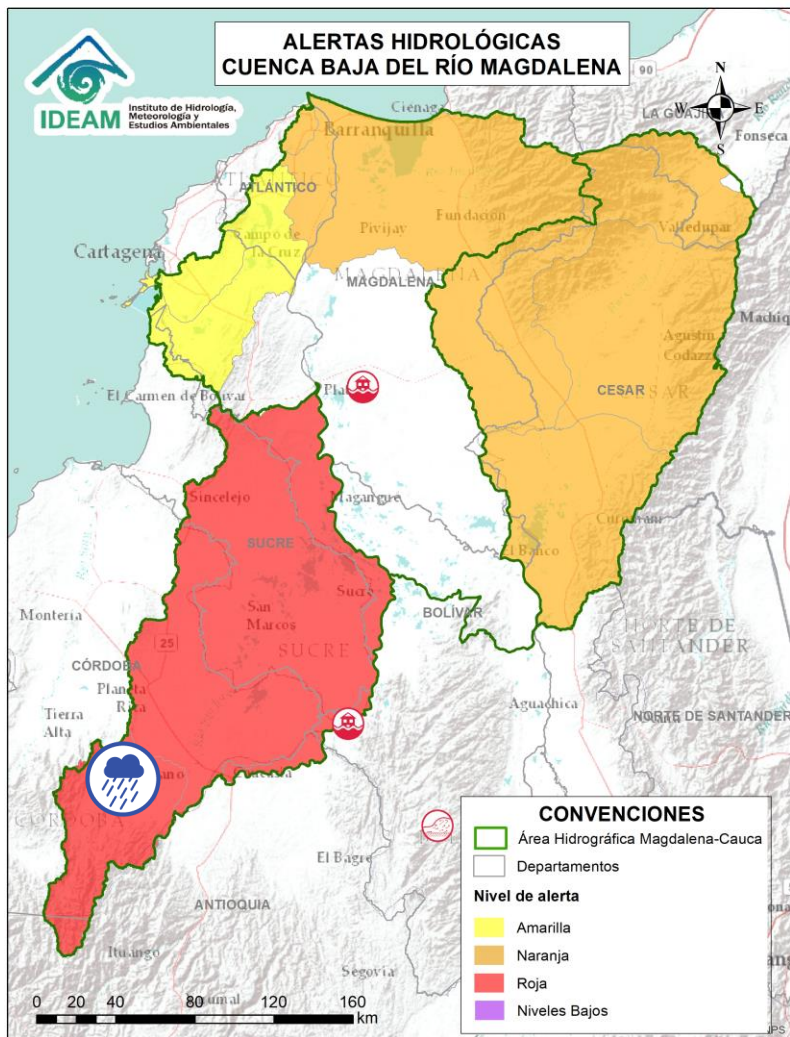 ALERTAS HIDROLÓGICAS
CUENCA BAJA DEL RÍO MAGDALENA
IDEAM
Instituto de Hidrología,
Meteorología y
Estudios Ambientales
N
W
E
S
90
LA GUAJIRA
Fonseca
Ciénaga
Barranquilla
ATLÁNTICO
Fundación
Pivijay
Valledupar
Campo de
la Cruz
Cartagena
MAGDALENA
MAGDALENA
Agustín
Codazzi
CESAR
El Carmen de Bolívar
Sincelejo
Magangue
SUCRE
Sucre
El Banco
BOLÍVAR
San
Marcos
SUCRE
Montería
25
CÓRDOBA
Planeta
Rica
Tierra
Alta
NORTE DE
SANTANDER
NORTE DE SANTANDER
Aguachica
CÓRDOBA
El Bagre
ANTIOQUIA
Ituango
Segovia
CONVENCIONES
Área Hidrográfica Magdalena-Cauca
Departamentos
Nivel de alerta
Amarilla
Naranja
Roja
Niveles Bajos
0 20 40 80 120 160
km